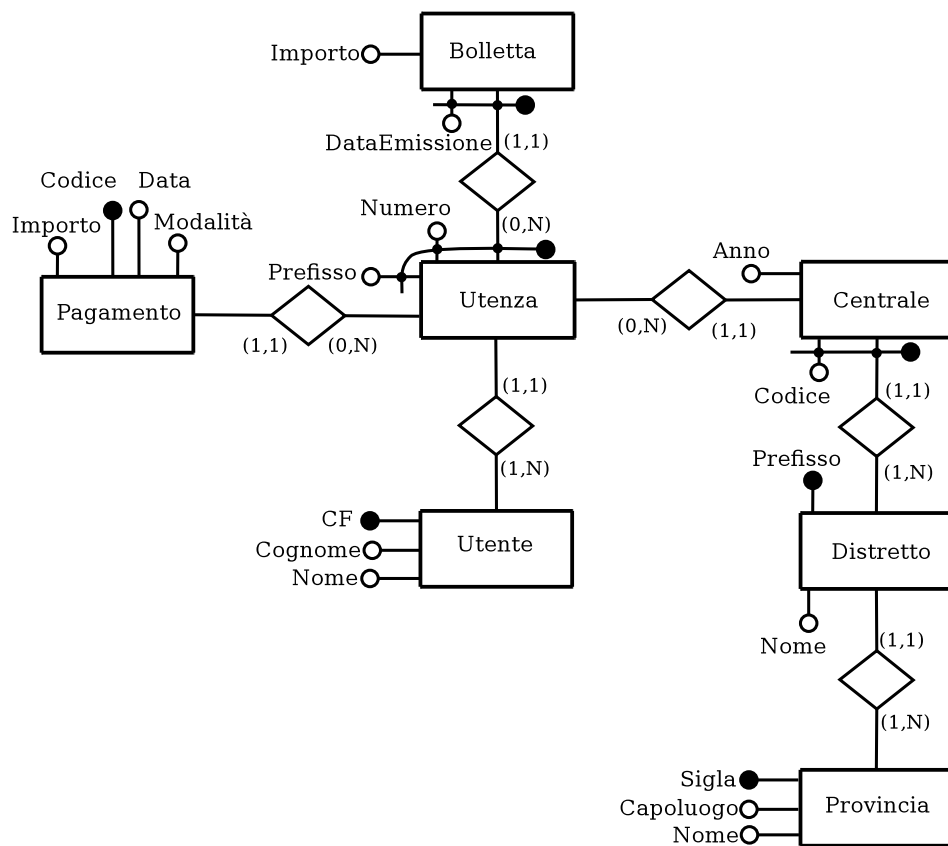 Importo
Bolletta
DataEmissione
(1,1)
Codice
Data
Importo
Modalità
Numero
(0,N)
Prefisso
Anno
Pagamento
Utenza
Centrale
(1,1)
(0,N)
(0,N)
(1,1)
(1,1)
Codice
(1,1)
(1,N)
Prefisso
(1,N)
CF
Utente
Cognome
Distretto
Nome
Nome
(1,1)
(1,N)
Sigla
Capoluogo
Provincia
Nome